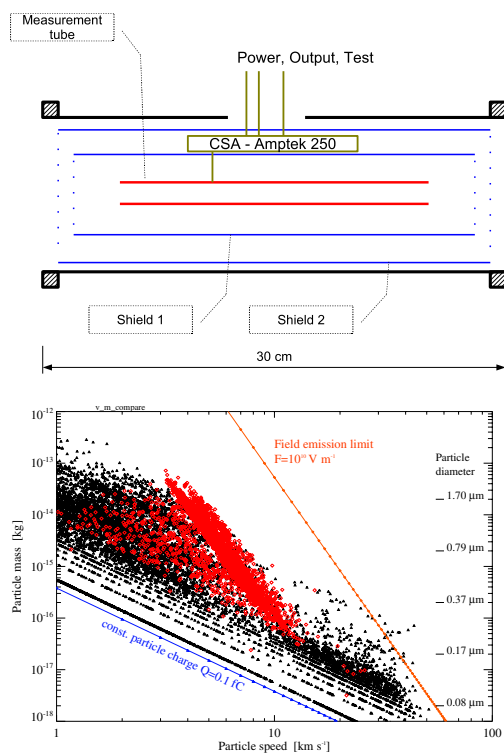 Measurement
tube
Power, Output, Test
CSA - Amptek 250
Shield 1
Shield 2
30 cm
v_m_compare
10⁻¹²
10⁻¹³
10⁻¹⁴
10⁻¹⁵
10⁻¹⁶
10⁻¹⁷
10⁻¹⁸
Particle mass [kg]
Field emission limit
F=10¹⁰ V m⁻¹
Particle
diameter
1.70 μm
0.79 μm
0.37 μm
0.17 μm
0.08 μm
const. particle charge Q=0.1 fC
1
10
10.0
Particle speed [km s⁻¹]